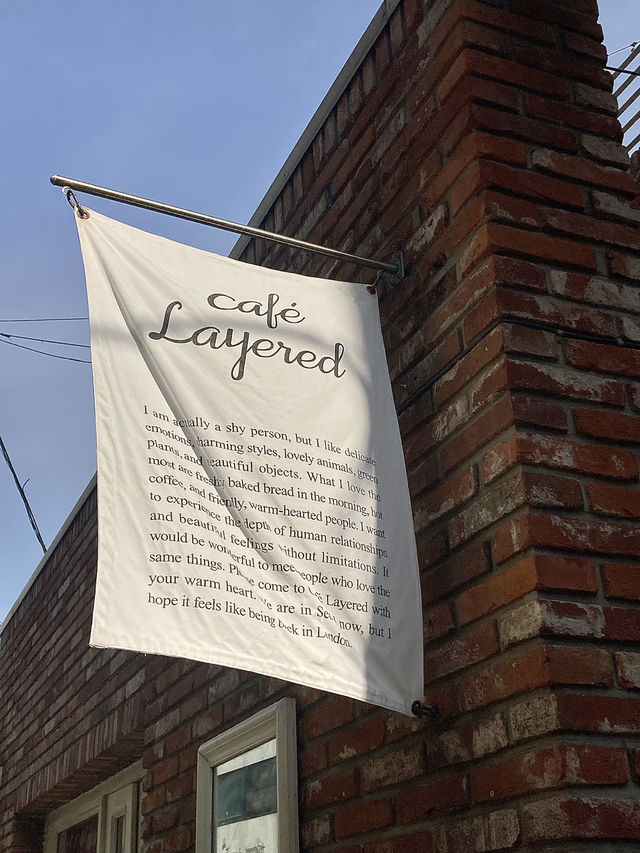 café
Layered
I am actually a shy person, but I like delicate
emotions, charming styles, lovely animals, green
plants, and beautiful objects. What I love the
most are freshly baked bread in the morning, hot
coffee, and friendly, warm-hearted people. I want
to experience the depth of human relationships
and beautiful feelings without limitations. It
would be wonderful to meet people who love the
same things. Please come to Cafe Layered with
your warm heart. We are in Seoul now, but I
hope it feels like being back in London.